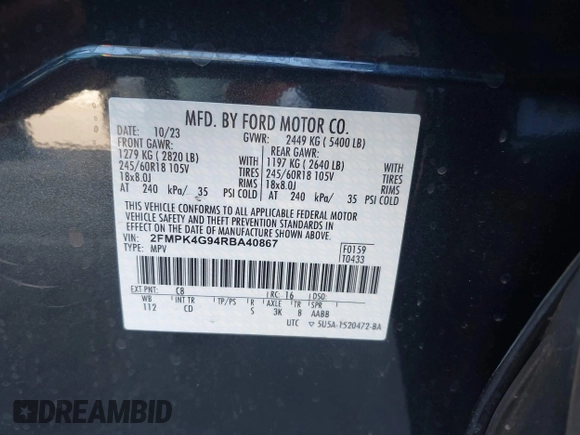 MFD. BY FORD MOTOR CO.
DATE: 10/23 GVWR: 2449 KG ( 5400 LB)
FRONT GAWR: REAR GAWR:
1279 KG ( 2820 LB) 1197 KG ( 2640 LB)
245/60R18 105V TIRES 245/60R18 105V TIRES
18x8.0J RIMS 18x8.0J RIMS
AT 240 kPa/ 35 PSI COLD AT 240 kPa/ 35 PSI COLD
THIS VEHICLE CONFORMS TO ALL APPLICABLE FEDERAL MOTOR
VEHICLE SAFETY AND THEFT PREVENTION STANDARDS IN
EFFECT ON THE DATE OF MANUFACTURE SHOWN ABOVE.
VIN: 2FMPK4G94RBA40867 F0159
TYPE: MPV T0433
EXT PNT: CB RC: 16 DSO:
WB INT TR TP/PS R AXLE TR SPR
112 CD S 3K 8 AABB
UTC ▽ 5U5A-1520472-BA
DREAMBID